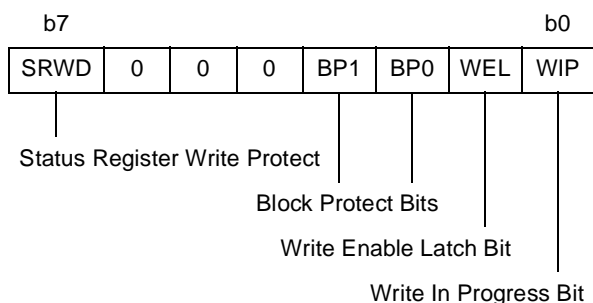 b7 b0
SRWD 0 0 0 BP1 BP0 WEL WIP
Status Register Write Protect
Block Protect Bits
Write Enable Latch Bit
Write In Progress Bit